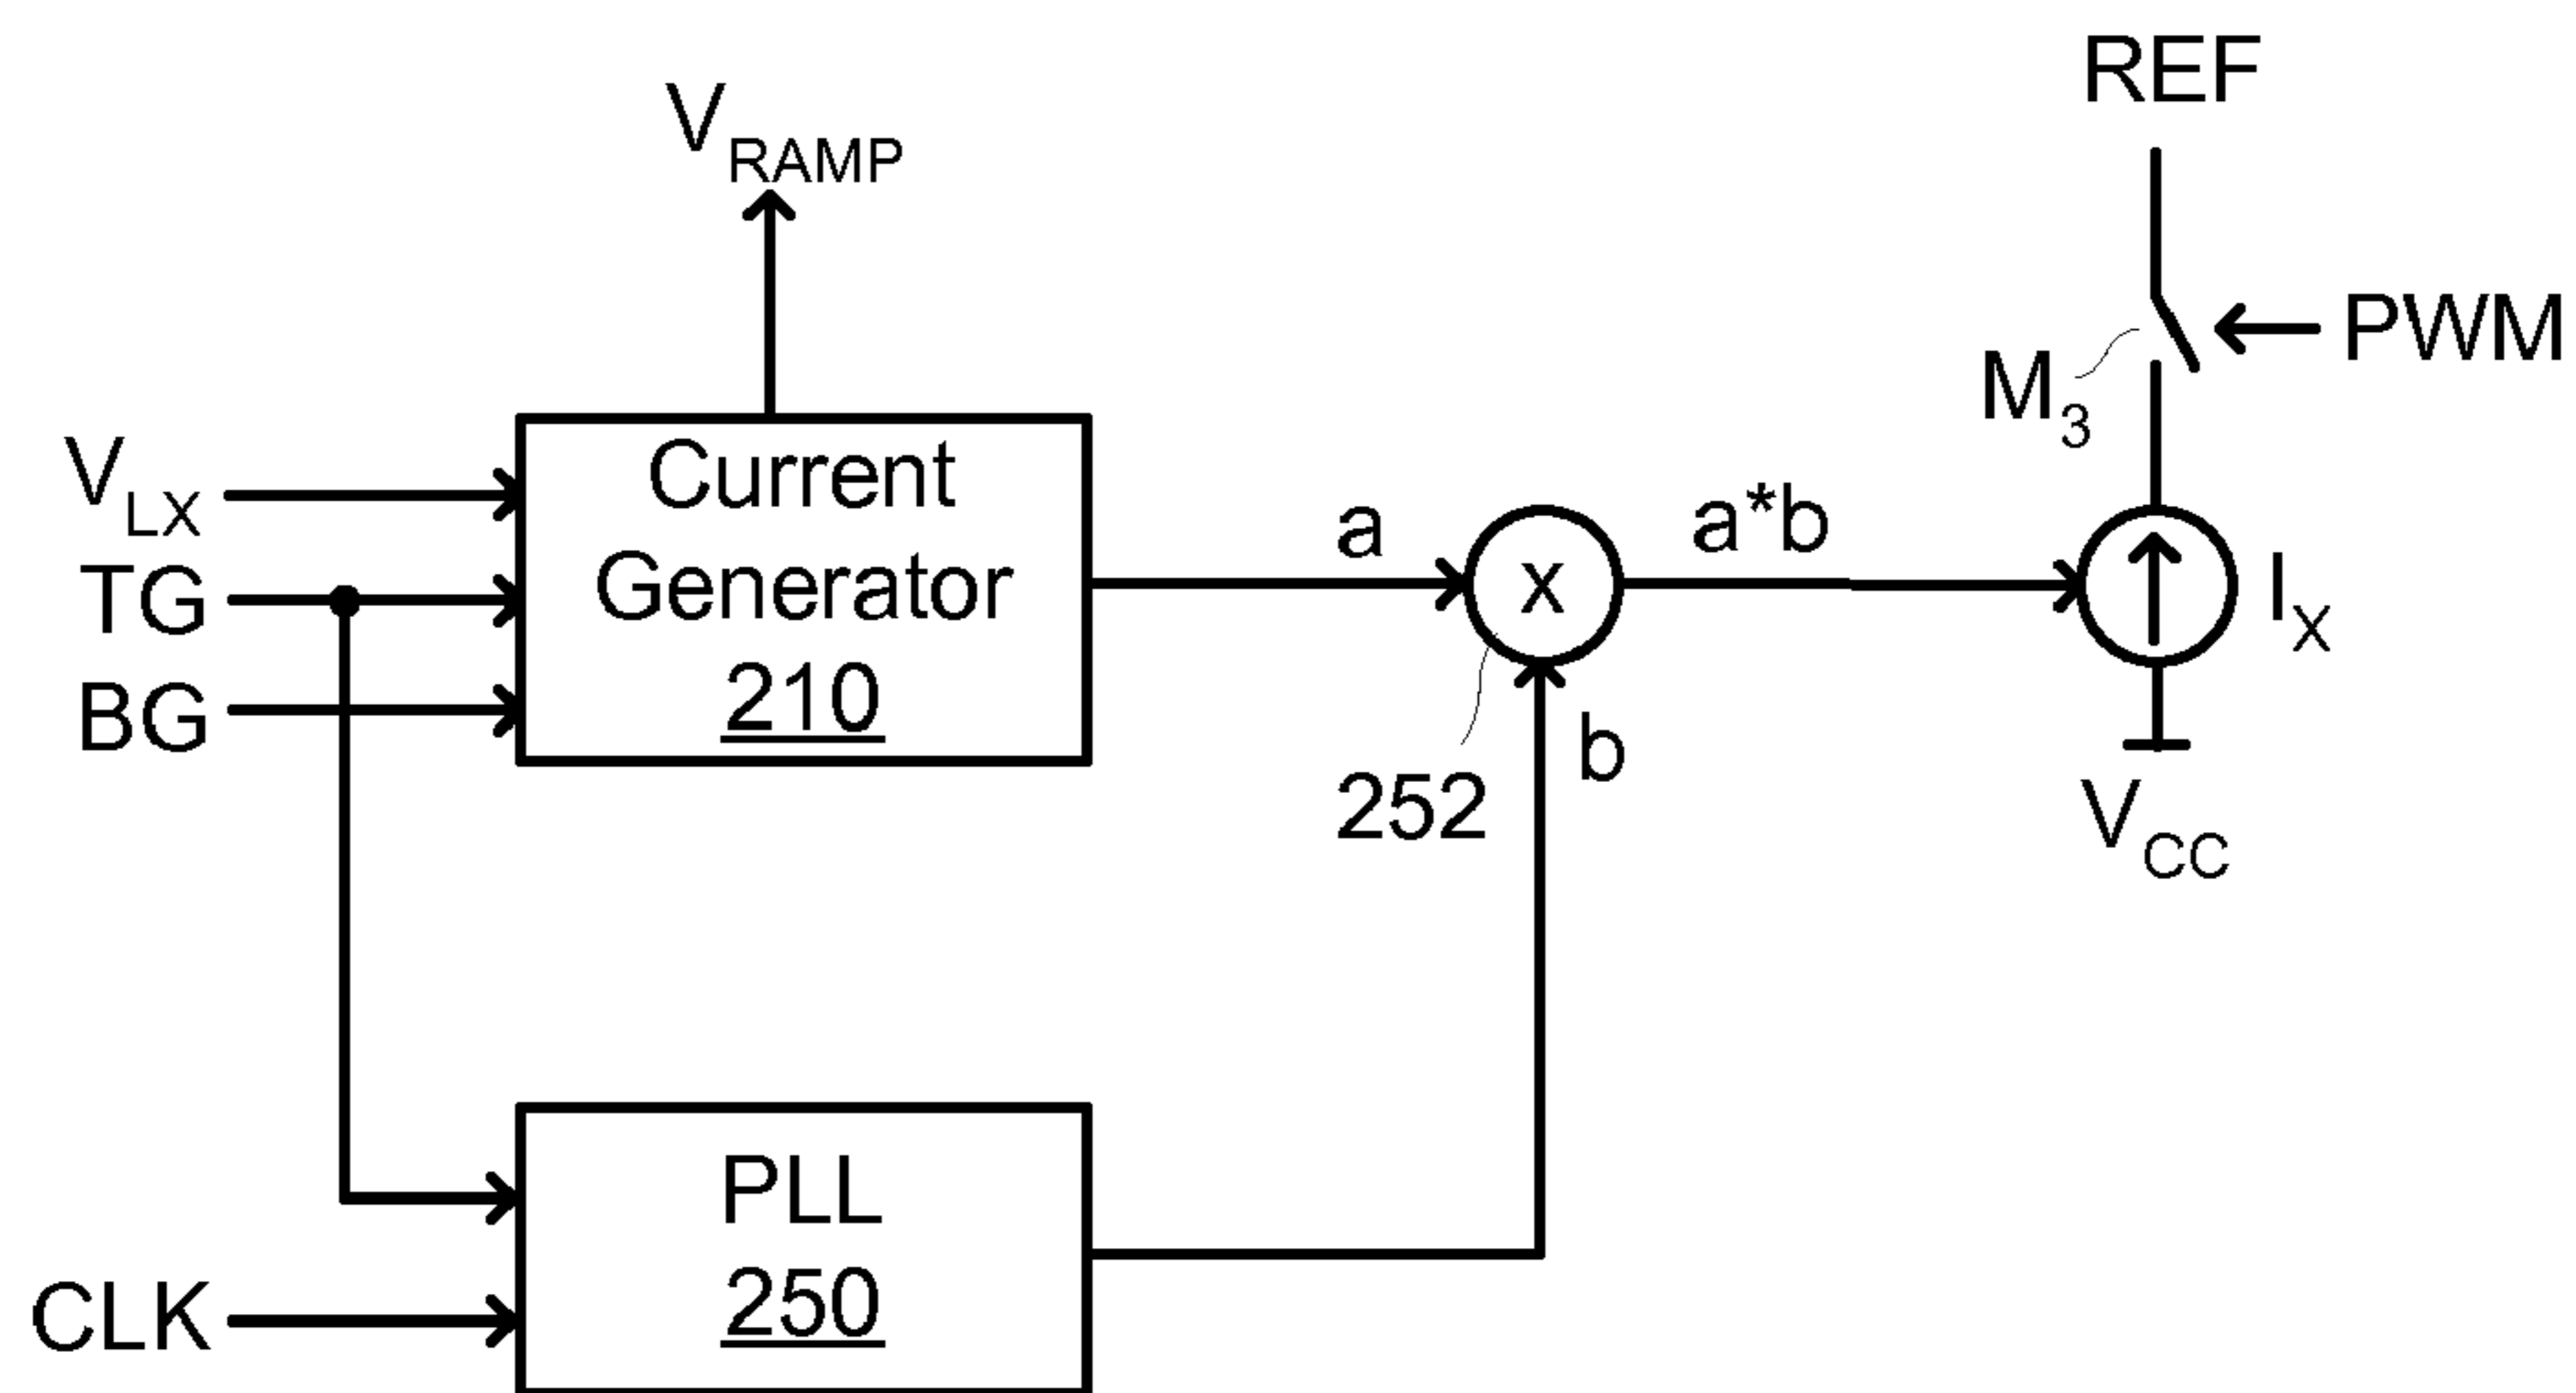 REF
V_RAMP
PWM
M_3
V_LX
TG
BG
Current
Generator
210
a
x
a*b
I_X
252
b
V_CC
PLL
250
CLK